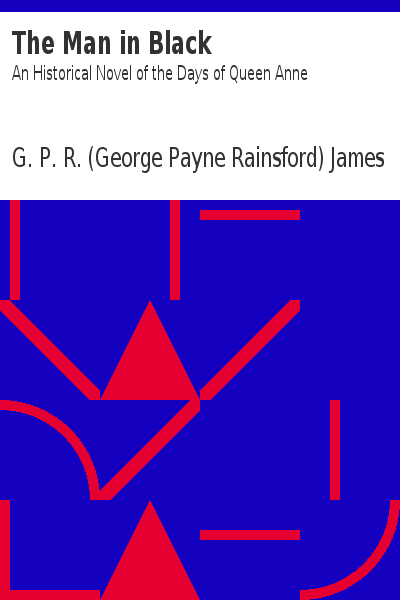 The Man in Black
An Historical Novel of the Days of Queen Anne
G. P. R. (George Payne Rainsford) James